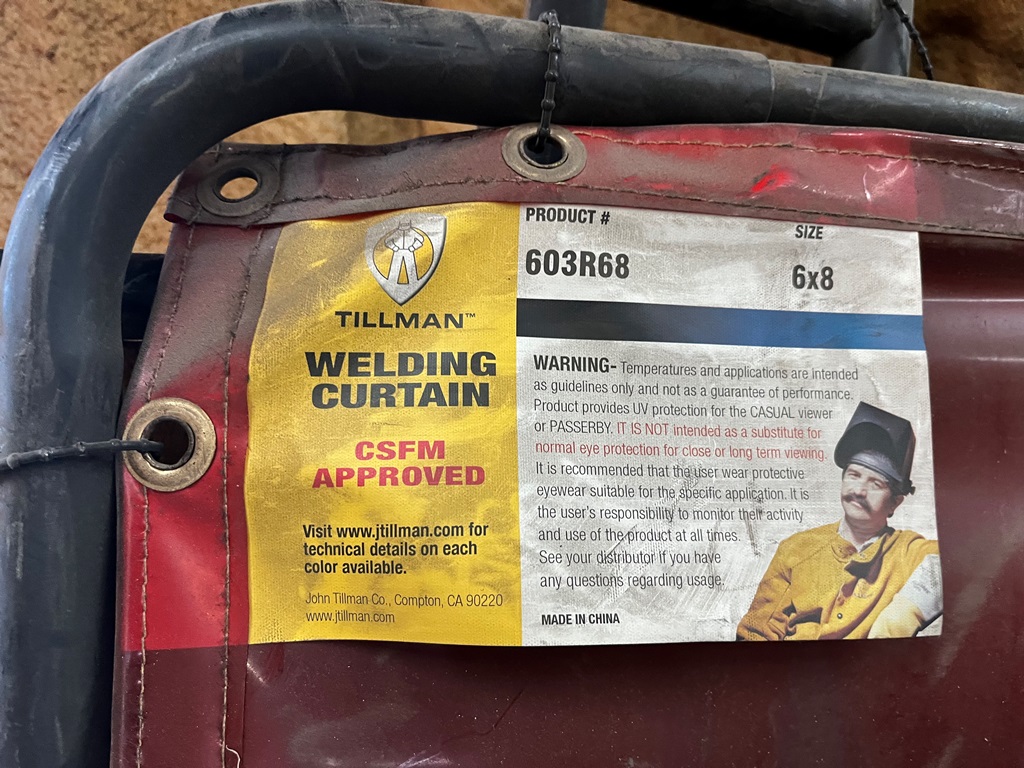 TILLMAN™
WELDING
CURTAIN
CSFM
APPROVED
Visit www.jtillman.com for
technical details on each
color available.
John Tillman Co., Compton, CA 90220
www.jtillman.com
PRODUCT #
603R68
SIZE
6x8
WARNING- Temperatures and applications are intended
as guidelines only and not as a guarantee of performance.
Product provides UV protection for the CASUAL viewer
or PASSERBY. IT IS NOT intended as a substitute for
normal eye protection for close or long term viewing.
It is recommended that the user wear protective
eyewear suitable for the specific application. It is
the user's responsibility to monitor their activity
and use of the product at all times.
See your distributor if you have
any questions regarding usage.
MADE IN CHINA